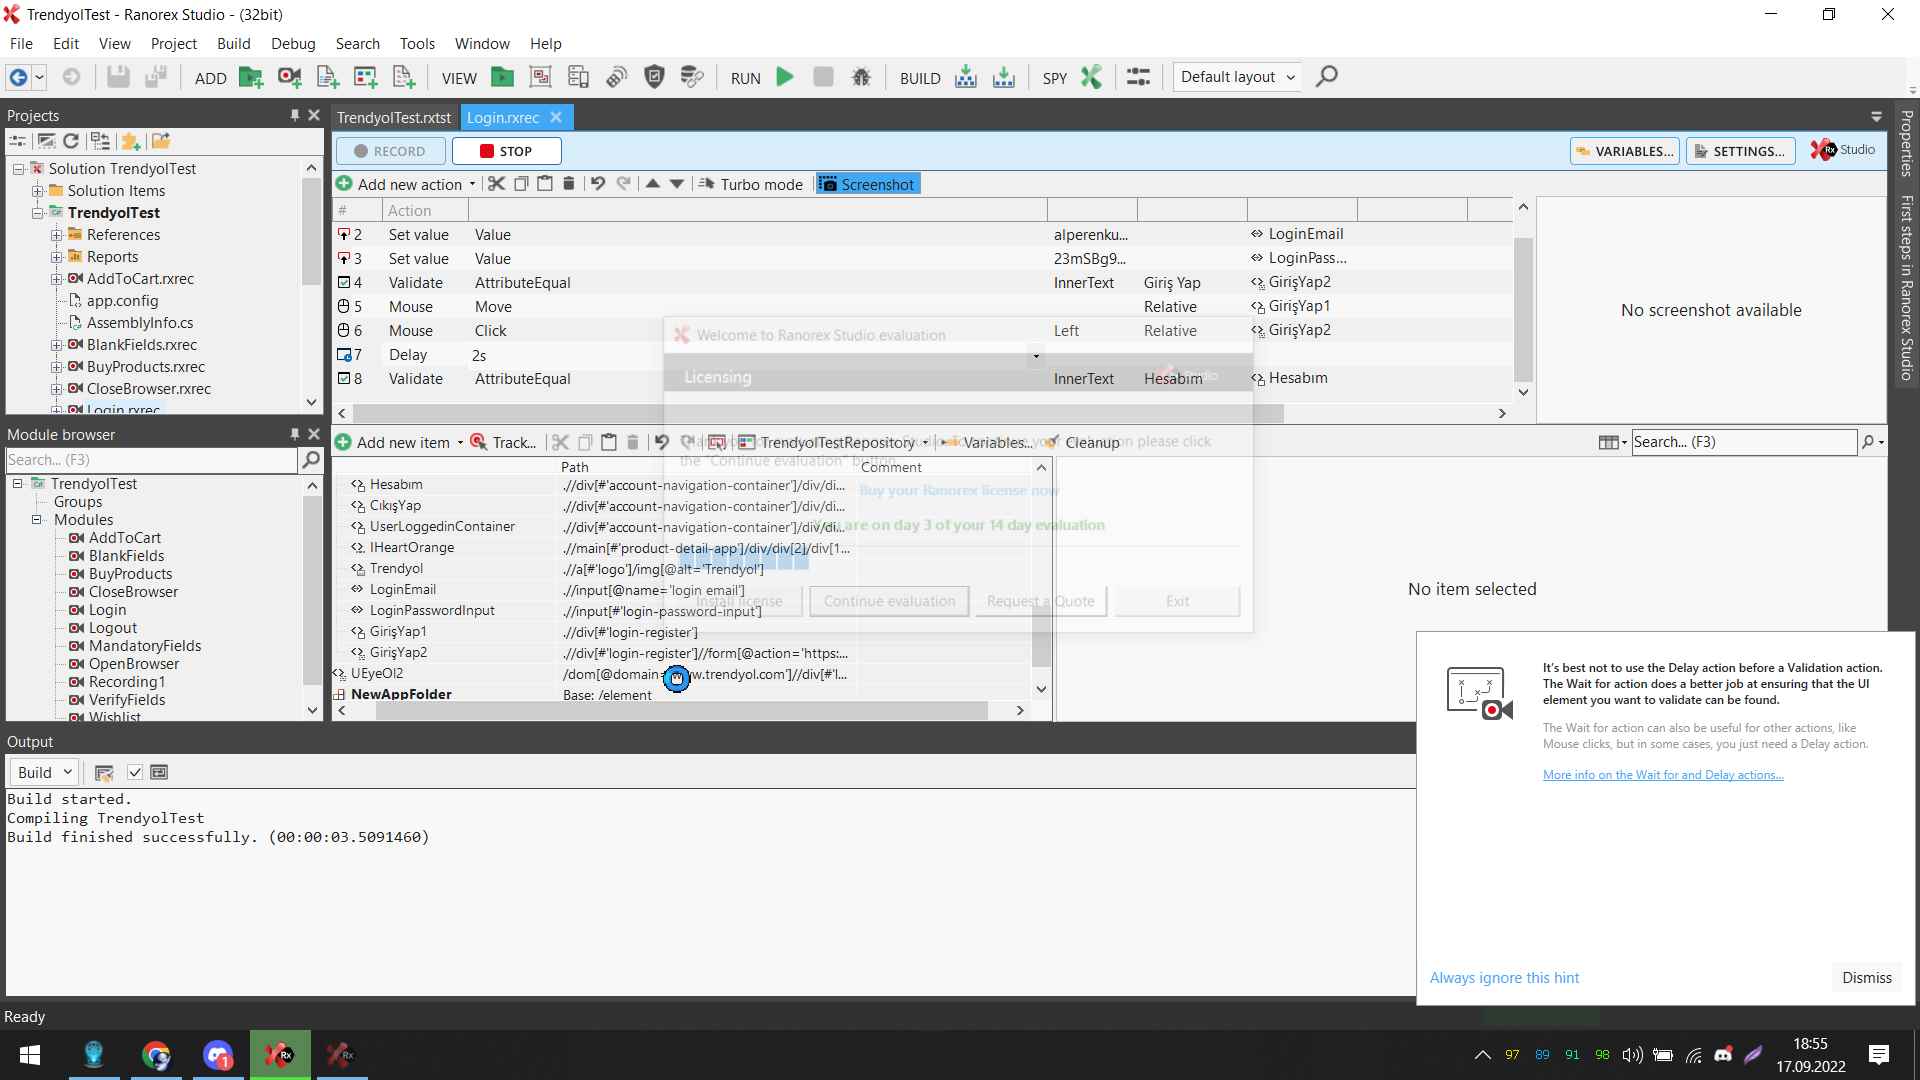 TrendyolTest - Ranorex Studio - (32bit)
File Edit View Project Build Debug Search Tools Window Help
ADD VIEW RUN BUILD SPY Default layout
Projects
Solution TrendyolTest
Solution Items
TrendyolTest
References
Reports
AddToCart.rxrec
app.config
AssemblyInfo.cs
BlankFields.rxrec
BuyProducts.rxrec
CloseBrowser.rxrec
Login.rxrec
Module browser
Search... (F3)
TrendyolTest
Groups
Modules
AddToCart
BlankFields
BuyProducts
CloseBrowser
Login
Logout
MandatoryFields
OpenBrowser
Recording1
VerifyFields
Wishlist
TrendyolTest.rxtst Login.rxrec
RECORD STOP VARIABLES... SETTINGS... Rx Studio
Add new action Turbo mode Screenshot
# Action
2 Set value Value alperenku... LoginEmail
3 Set value Value 23mSBg9... LoginPass...
4 Validate AttributeEqual InnerText Giriş Yap GirişYap2
5 Mouse Move Relative GirişYap1
6 Mouse Click Left Relative GirişYap2
7 Delay 2s
8 Validate AttributeEqual InnerText Hesabım Hesabım
No screenshot available
Welcome to Ranorex Studio evaluation
Licensing
Studio
the "Continue evaluation" button
Buy your Ranorex license now
You are on day 3 of your 14 day evaluation
Install license Continue evaluation Request a Quote Exit
Add new item Track... TrendyolTestRepository Variables... Cleanup Search... (F3)
Path Comment
Hesabım .//div[#'account-navigation-container']/div/di...
CıkışYap .//div[#'account-navigation-container']/div/di...
UserLoggedinContainer .//div[#'account-navigation-container']/div/di...
IHeartOrange .//main[#'product-detail-app']/div/div[2]/div[1...
Trendyol .//a[#'logo']/img[@alt='Trendyol']
LoginEmail .//input[@name='login email']
LoginPasswordInput .//input[#'login-password-input']
GirişYap1 .//div[#'login-register']
GirişYap2 .//div[#'login-register']//form[@action='https:...
UEyeOl2 /dom[@domain='www.trendyol.com']//div[#'l...
NewAppFolder Base: /element
No item selected
Properties
First steps in Ranorex Studio
Output
Build
Build started.
Compiling TrendyolTest
Build finished successfully. (00:00:03.5091460)
It's best not to use the Delay action before a Validation action.
The Wait for action does a better job at ensuring that the UI
element you want to validate can be found.
The Wait for action can also be useful for other actions, like
Mouse clicks, but in some cases, you just need a Delay action.
More info on the Wait for and Delay actions...
Always ignore this hint Dismiss
Ready
1 Rx Rx
97 89 91 98
18:55
17.09.2022